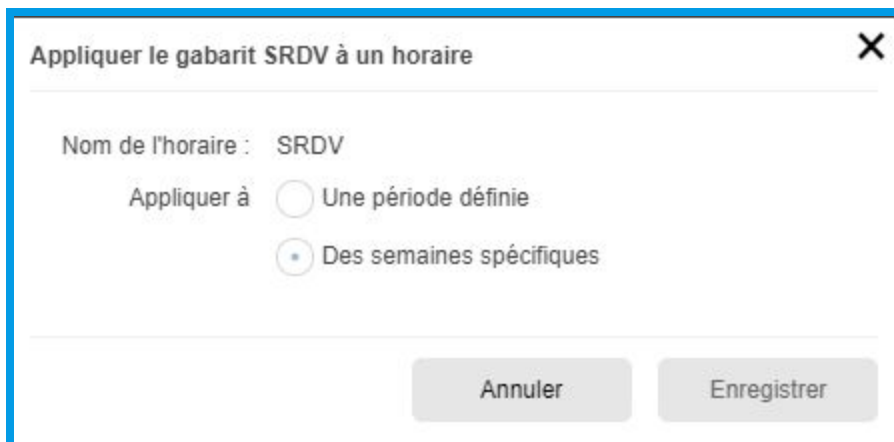 Appliquer le gabarit SRDV à un horaire
Nom de l'horaire : SRDV
Appliquer à Une période définie
Des semaines spécifiques
Annuler Enregistrer